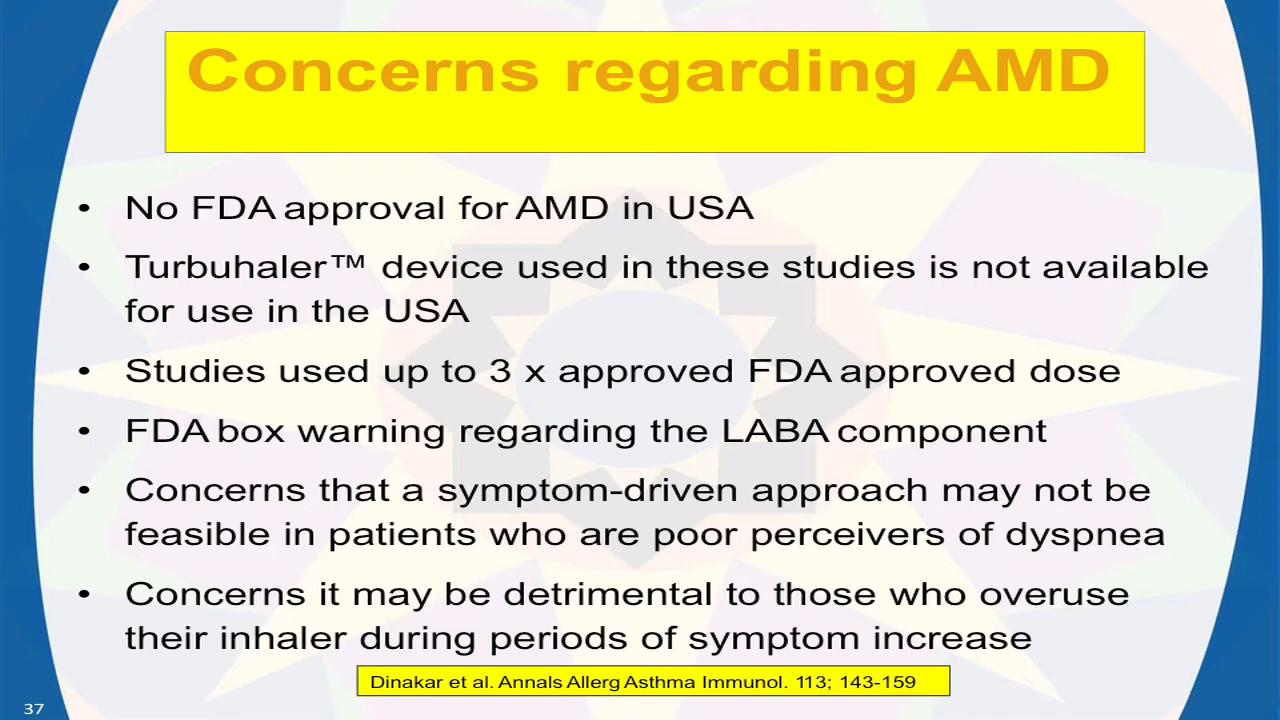 Concerns regarding AMD
• No FDA approval for AMD in USA
• Turbuhaler™ device used in these studies is not available
for use in the USA
• Studies used up to 3 x approved FDA approved dose
• FDA box warning regarding the LABA component
• Concerns that a symptom-driven approach may not be
feasible in patients who are poor perceivers of dyspnea
• Concerns it may be detrimental to those who overuse
their inhaler during periods of symptom increase
Dinakar et al. Annals Allerg Asthma Immunol. 113; 143-159
37